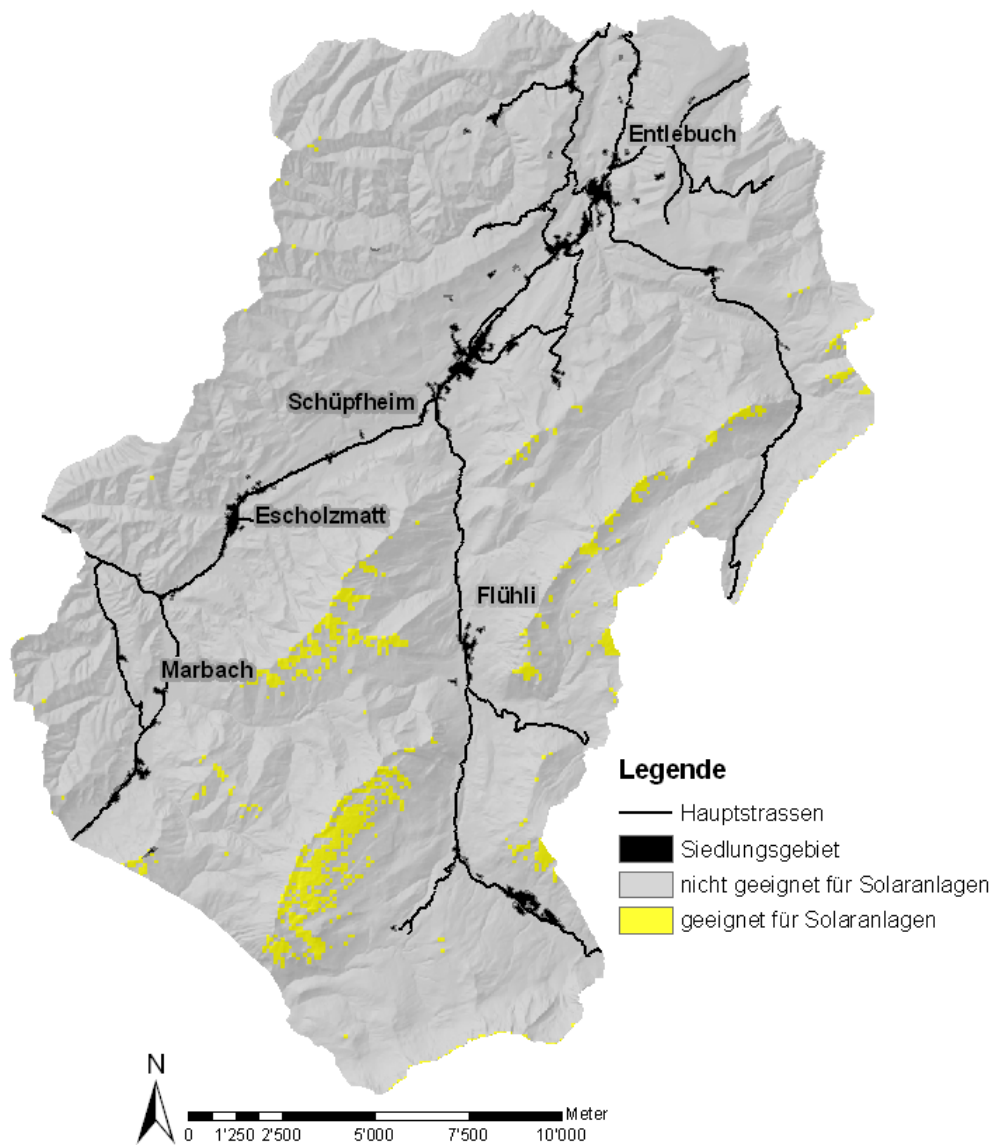 Entlebuch
Schüpfheim
Escholzmatt
Flühli
Marbach
Legende
Hauptstrassen
Siedlungsgebiet
nicht geeignet für Solaranlagen
geeignet für Solaranlagen
N
Meter
0 1'250 2'500 5'000 7'500 10'000